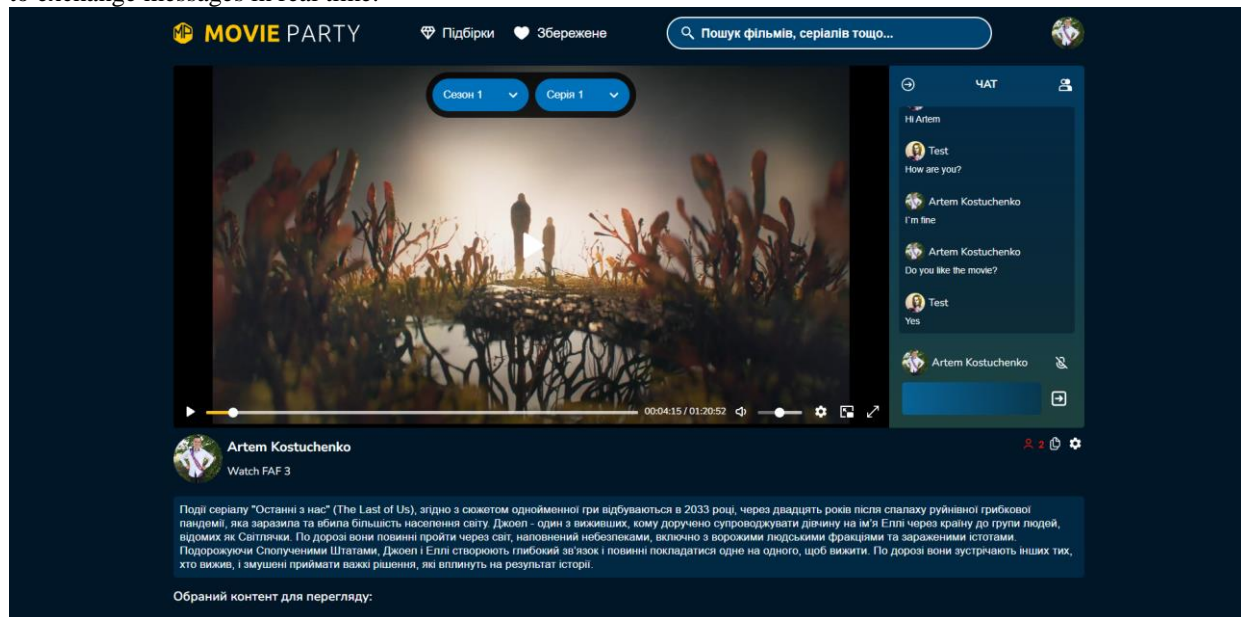 to exchange messages in real time.
MOVIE PARTY
Підбірки
Збережене
Пошук фільмів, серіалів тощо...
Сезон 1
Серія 1
ЧАТ
Hi Artem
Test
How are you?
Artem Kostuchenko
I`m fine
Artem Kostuchenko
Do you like the movie?
Test
Yes
Artem Kostuchenko
00:04:15 / 01:20:52
Artem Kostuchenko
Watch FAF 3
2
Події серіалу "Останні з нас" (The Last of Us), згідно з сюжетом однойменної гри відбуваються в 2033 році, через двадцять років після спалаху руйнівної грибкової
пандемії, яка заразила та вбила більшість населення світу. Джоел - один з виживших, кому доручено супроводжувати дівчину на ім'я Еллі через країну до групи людей,
відомих як Світлячки. По дорозі вони повинні пройти через світ, наповнений небезпеками, включно з ворожими людськими фракціями та зараженими істотами.
Подорожуючи Сполученими Штатами, Джоел і Еллі створюють глибокий зв'язок і повинні покладатися одне на одного, щоб вижити. По дорозі вони зустрічають інших тих,
хто вижив, і змушені приймати важкі рішення, які вплинуть на результат історії.
Обраний контент для перегляду: